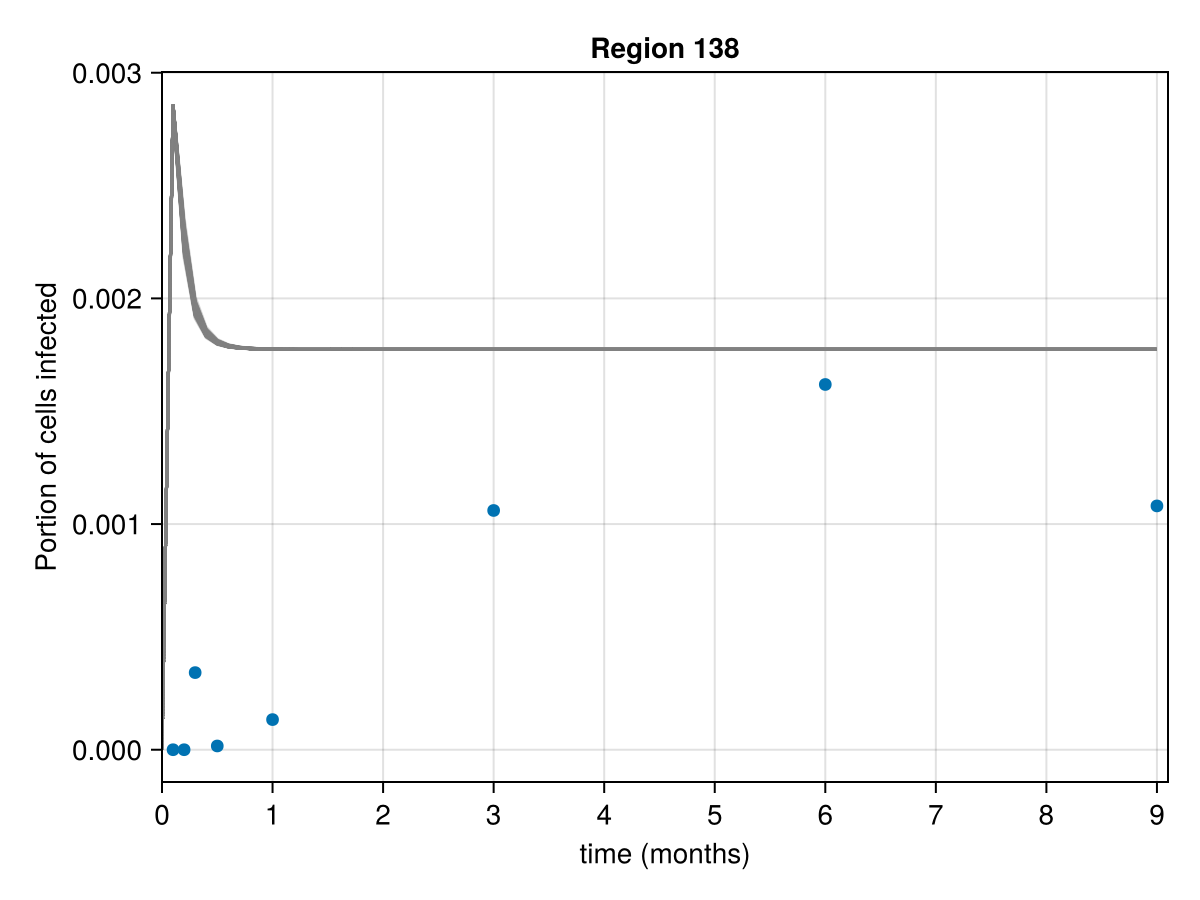 Region 138
0.003
0.002
0.001
0.000
Portion of cells infected
0 1 2 3 4 5 6 7 8 9
time (months)